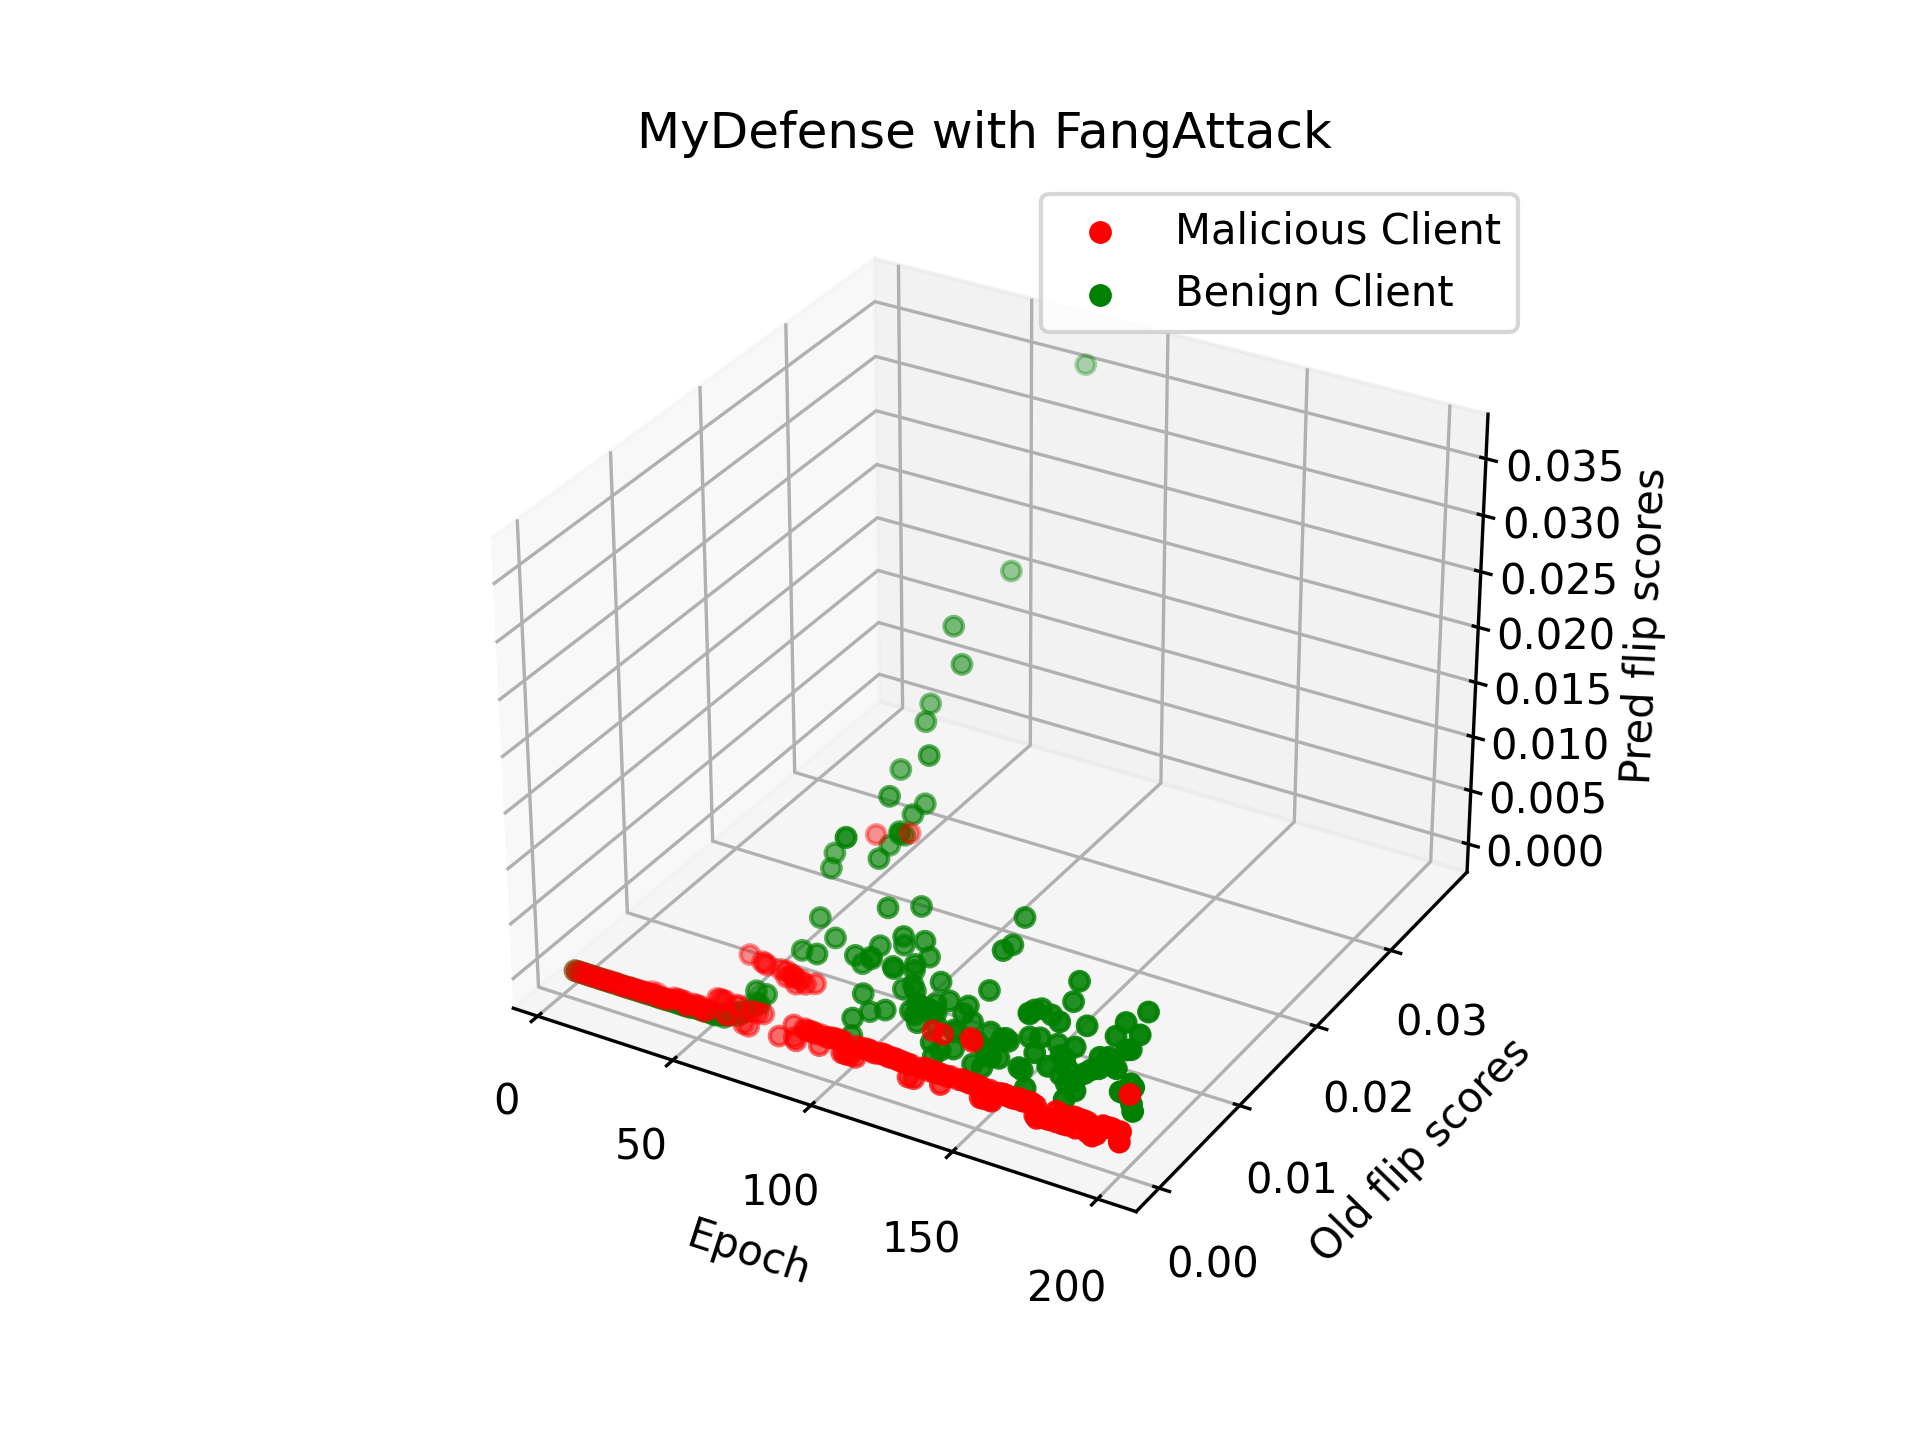 MyDefense with FangAttack
Malicious Client
Benign Client
0.035
0.030
0.025
0.020
0.015
0.010
0.005
0.000
Pred flip scores
0.03
0.02
0.01
0.00
Old flip scores
0
50
100
150
200
Epoch